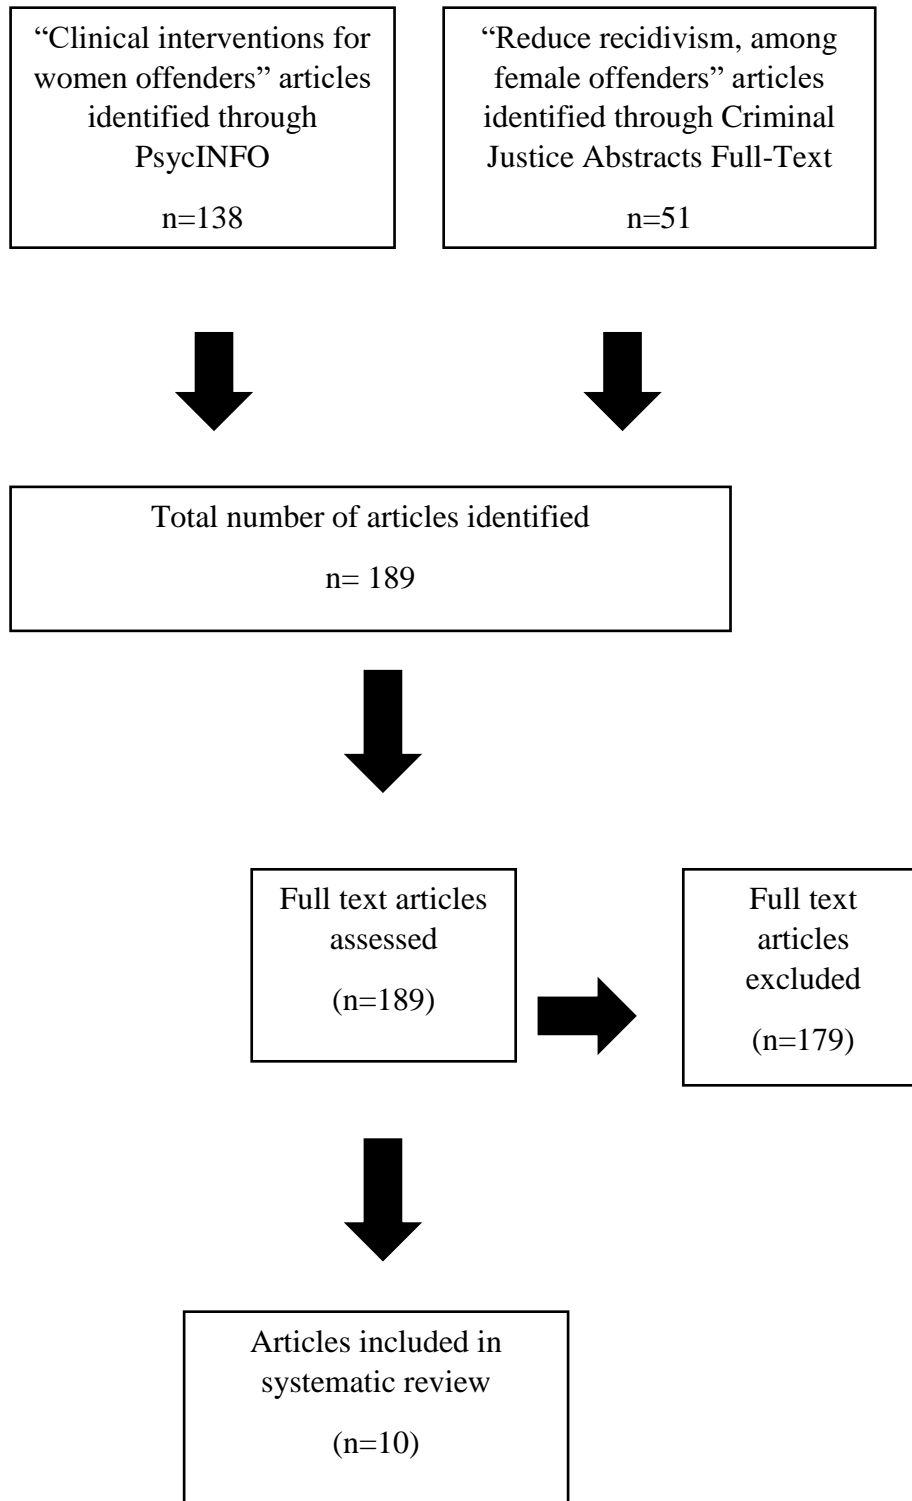 “Clinical interventions for
women offenders” articles
identified through
PsycINFO
n=138
“Reduce recidivism, among
female offenders” articles
identified through Criminal
Justice Abstracts Full-Text
n=51
Total number of articles identified
n= 189
Full text articles
assessed
(n=189)
Full text
articles
excluded
(n=179)
Articles included in
systematic review
(n=10)